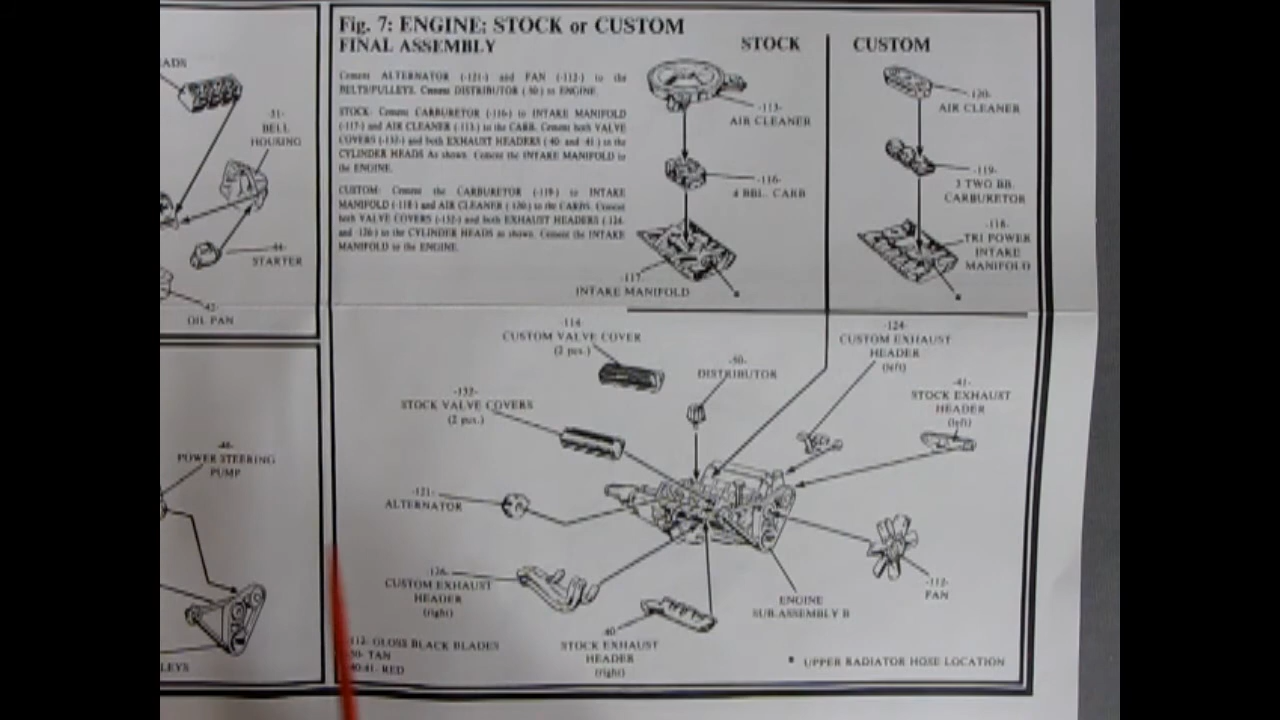 ADS
-31-
BELL
HOUSING
-44-
STARTER
-42-
OIL PAN
-48-
POWER STEERING
PUMP
LEYS
Fig. 7: ENGINE: STOCK or CUSTOM
FINAL ASSEMBLY
Cement ALTERNATOR (-121-) and FAN (-112-) to the
BELTS/PULLEYS. Cement DISTRIBUTOR (-50-) to ENGINE.
STOCK: Cement CARBURETOR (-116-) to INTAKE MANIFOLD
(-117-) and AIR CLEANER (-113-) to the CARB. Cement both VALVE
COVERS (-132-) and both EXHAUST HEADERS (-40- and -41-) to the
CYLINDER HEADS As shown. Cement the INTAKE MANIFOLD to
the ENGINE.
CUSTOM: Cement the CARBURETOR (-119-) to INTAKE
MANIFOLD (-118-) and AIR CLEANER (-120-) to the CARBS. Cement
both VALVE COVERS (-132-) and both EXHAUST HEADERS (-124-
and -126-) to the CYLINDER HEADS as shown. Cement the INTAKE
MANIFOLD to the ENGINE.
STOCK
-113-
AIR CLEANER
-116-
4 BBL. CARB
-117-
INTAKE MANIFOLD
*
CUSTOM
-120-
AIR CLEANER
-119-
3 TWO BB.
CARBURETOR
-118-
TRI POWER
INTAKE
MANIFOLD
*
-114-
CUSTOM VALVE COVER
(2 pcs.)
-50-
DISTRIBUTOR
-124-
CUSTOM EXHAUST
HEADER
(left)
-132-
STOCK VALVE COVERS
(2 pcs.)
-41-
STOCK EXHAUST
HEADER
(left)
-121-
ALTERNATOR
-126-
CUSTOM EXHAUST
HEADER
(right)
-40-
STOCK EXHAUST
HEADER
(right)
ENGINE
SUB-ASSEMBLY B
-112-
FAN
-112- GLOSS BLACK BLADES
-50- TAN
-40-41- RED
* UPPER RADIATOR HOSE LOCATION